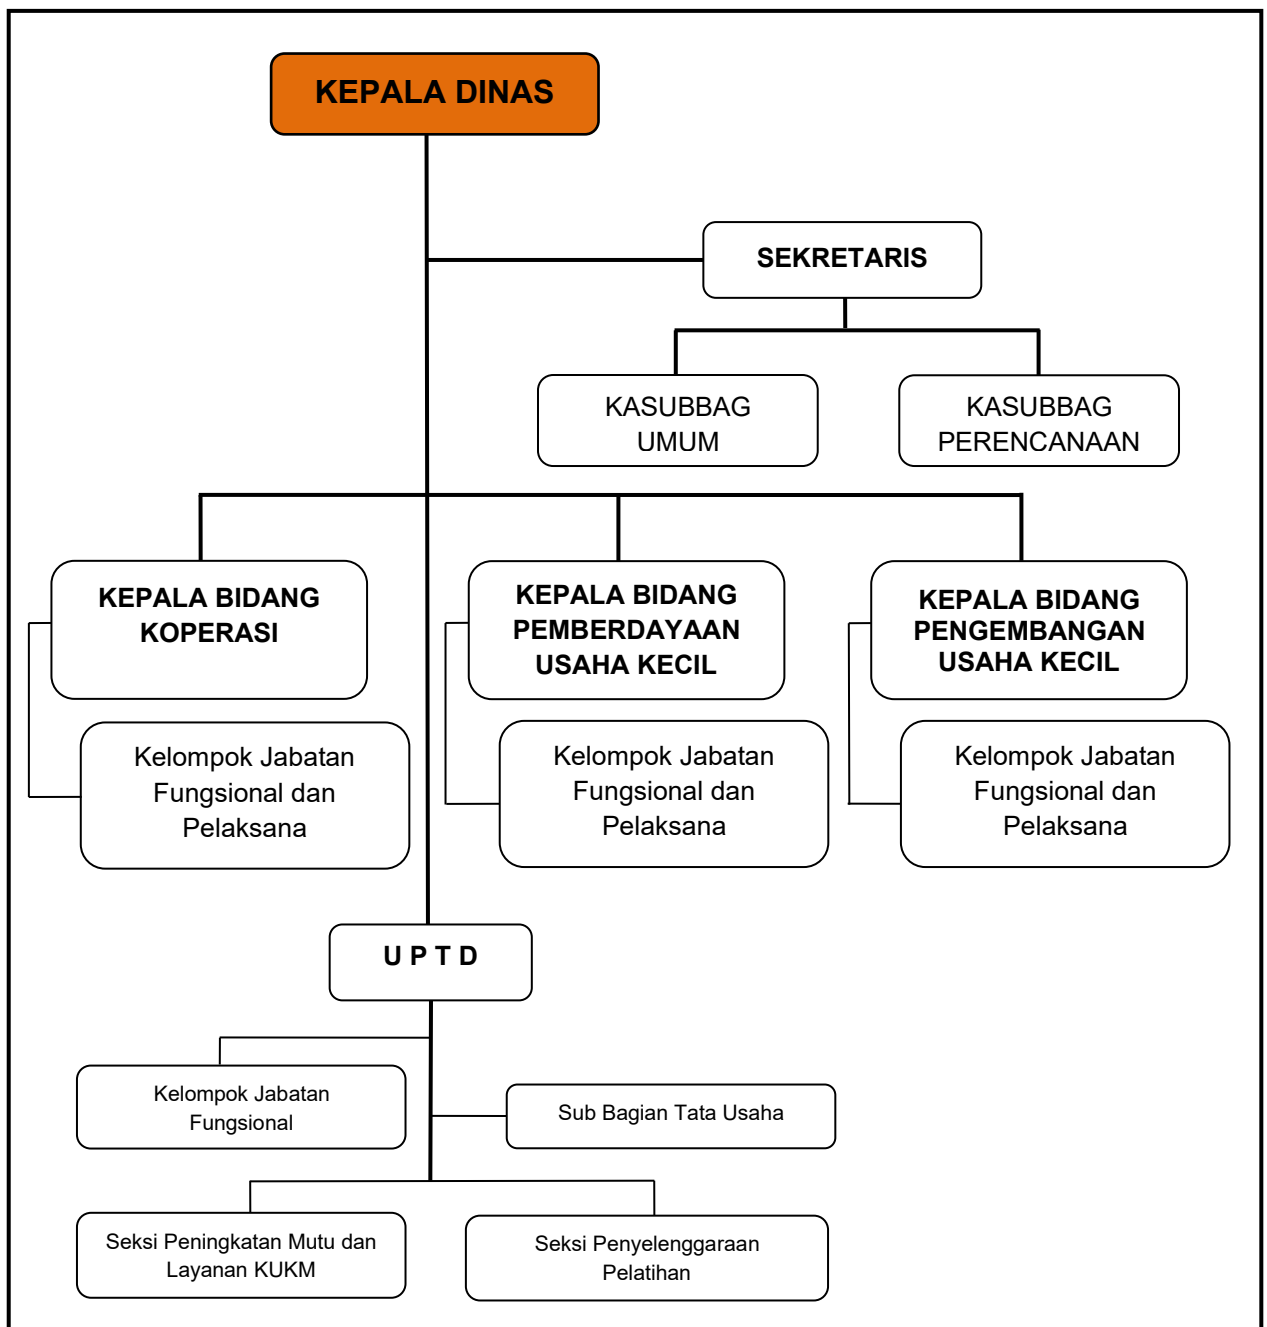 KEPALA DINAS
SEKRETARIS
KASUBBAG
UMUM
KASUBBAG
PERENCANAAN
KEPALA BIDANG
KOPERASI
KEPALA BIDANG
PEMBERDAYAAN
USAHA KECIL
KEPALA BIDANG
PENGEMBANGAN
USAHA KECIL
Kelompok Jabatan
Fungsional dan
Pelaksana
Kelompok Jabatan
Fungsional dan
Pelaksana
Kelompok Jabatan
Fungsional dan
Pelaksana
U P T D
Kelompok Jabatan
Fungsional
Sub Bagian Tata Usaha
Seksi Peningkatan Mutu dan
Layanan KUKM
Seksi Penyelenggaraan
Pelatihan